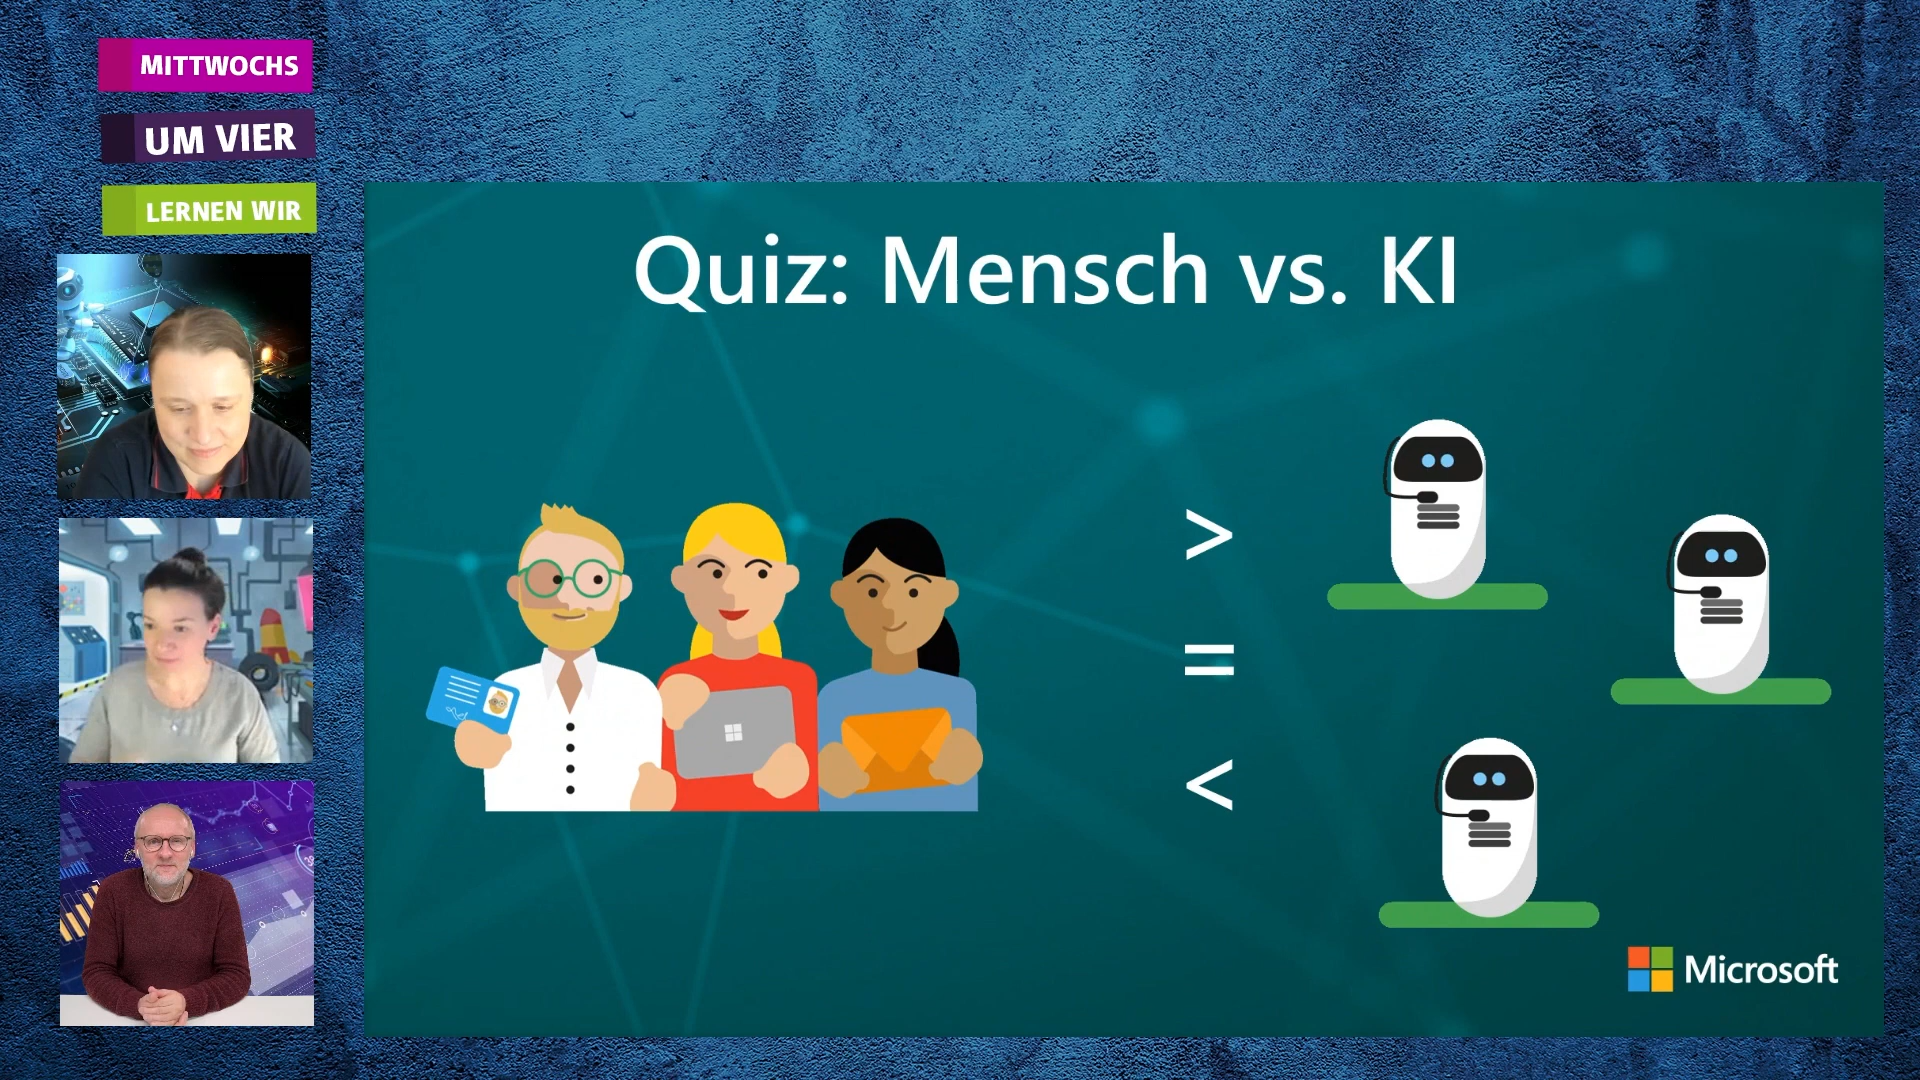 MITTWOCHS
UM VIER
LERNEN WIR
Quiz: Mensch vs. KI
>
=
<
Microsoft